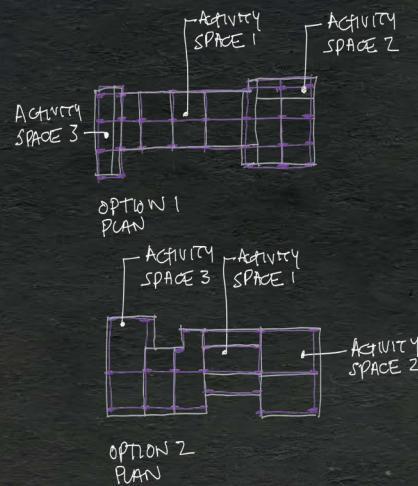 ACTIVITY
SPACE 1
ACTIVITY
SPACE 2
ACTIVITY
SPACE 3
OPTION 1
PLAN
ACTIVITY
SPACE 3
ACTIVITY
SPACE 1
ACTIVITY
SPACE 2
OPTION 2
PLAN